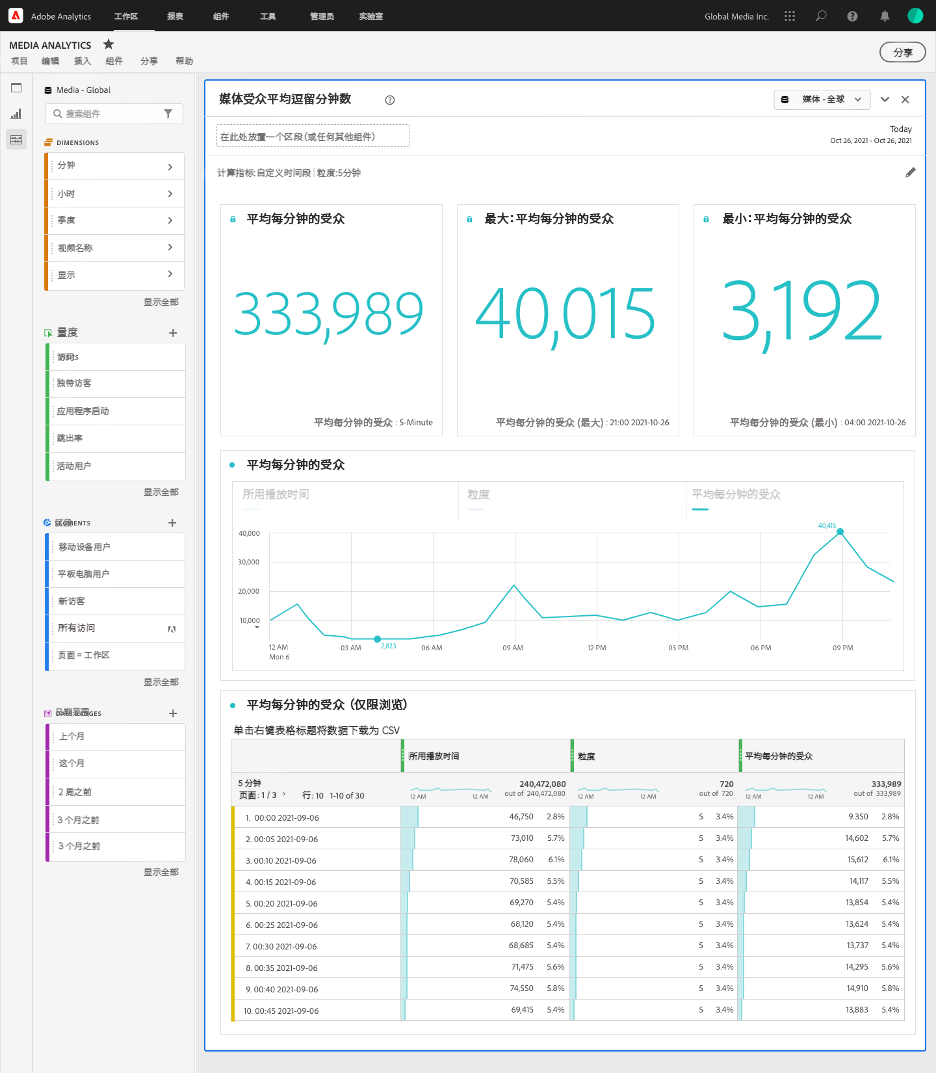 Adobe Analytics 工作区 报表 组件 工具 管理员 实验室 Global Media Inc.
MEDIA ANALYTICS
项目 编辑 插入 组件 分享 帮助
分享
Media - Global
搜索组件
DIMENSIONS
分钟
小时
季度
视频名称
显示
显示全部
量度
独特访客
应用程序启动
跳出率
活动用户
显示全部
移动设备用户
平板电脑用户
新访客
所有访问
页面 = 工作区
显示全部
上个月
这个月
2 周之前
3 个月之前
3 个月之前
显示全部
媒体受众平均逗留分钟数
媒体 - 全球
在此处放置一个区段(或任何其他组件)
Today
Oct 26, 2021 - Oct 26, 2021
计算指标:自定义时间段 | 粒度:5分钟
平均每分钟的受众
333,989
平均每分钟的受众 : 5-Minute
最大:平均每分钟的受众
40,015
平均每分钟的受众 (最大) : 21:00 2021-10-26
最小:平均每分钟的受众
3,192
平均每分钟的受众 (最小) : 04:00 2021-10-26
平均每分钟的受众
所用播放时间 粒度 平均每分钟的受众
40,415
40,000
30,000
20,000
10,000
2,823
12 AM 03 AM 06 AM 09 AM 12 PM 03 PM 06 PM 09 PM
Mon 6
平均每分钟的受众 (仅限浏览)
单击右键表格标题将数据下载为 CSV
所用播放时间 粒度 平均每分钟的受众
5 分钟 240,472,080 720 333,989
页面: 1 / 3 > 行: 10 1-10 of 30 12 AM 12 AM out of 240,472,080 12 AM 12 AM out of 720 12 AM 12 AM out of 333,989
1. 00:00 2021-09-06 46,750 2.8% 5 3.4% 9.350 2.8%
2. 00:05 2021-09-06 73,010 5.7% 5 3.4% 14,602 5.7%
3. 00:10 2021-09-06 78,060 6.1% 5 3.4% 15,612 6.1%
4. 00:15 2021-09-06 70,585 5.5% 5 3.4% 14,117 5.5%
5. 00:20 2021-09-06 69,270 5.4% 5 3.4% 13,854 5.4%
6. 00:25 2021-09-06 68,120 5.4% 5 3.4% 13,624 5.4%
7. 00:30 2021-09-06 68,685 5.4% 5 3.4% 13,737 5.4%
8. 00:35 2021-09-06 71,475 5.6% 5 3.4% 14,295 5.6%
9. 00:40 2021-09-06 74,550 5.8% 5 3.4% 14,910 5.8%
10. 00:45 2021-09-06 69,415 5.4% 5 3.4% 13,883 5.4%